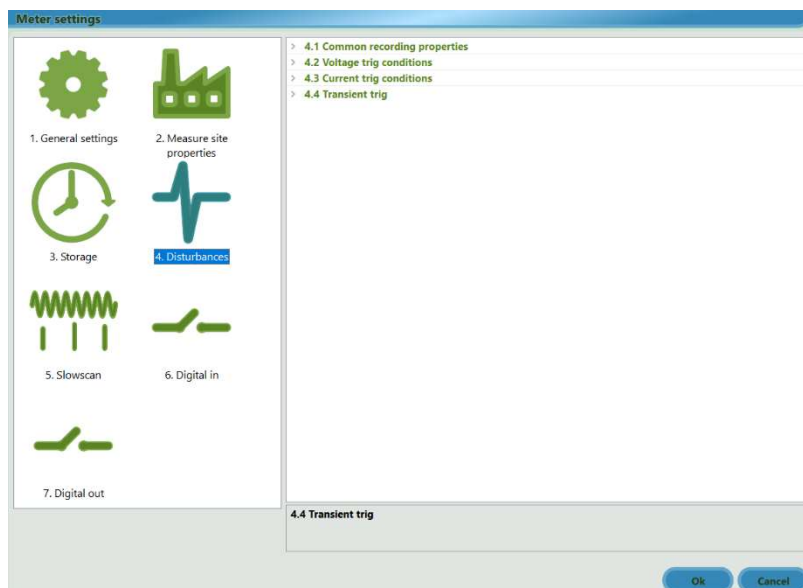 Meter settings
1. General settings
2. Measure site
properties
3. Storage
4. Disturbances
5. Slowscan
6. Digital in
7. Digital out
4.1 Common recording properties
4.2 Voltage trig conditions
4.3 Current trig conditions
4.4 Transient trig
4.4 Transient trig
Ok
Cancel